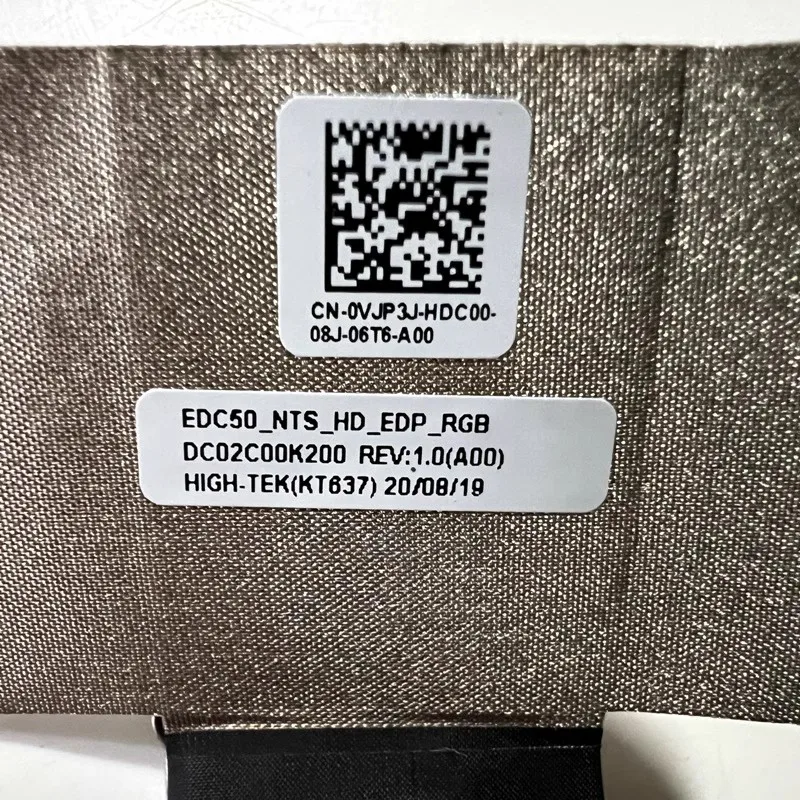 CN-0VJP3J-HDC00-
08J-06T6-A00
EDC50_NTS_HD_EDP_RGB
DC02C00K200 REV:1.0(A00)
HIGH-TEK(KT637) 20/08/19